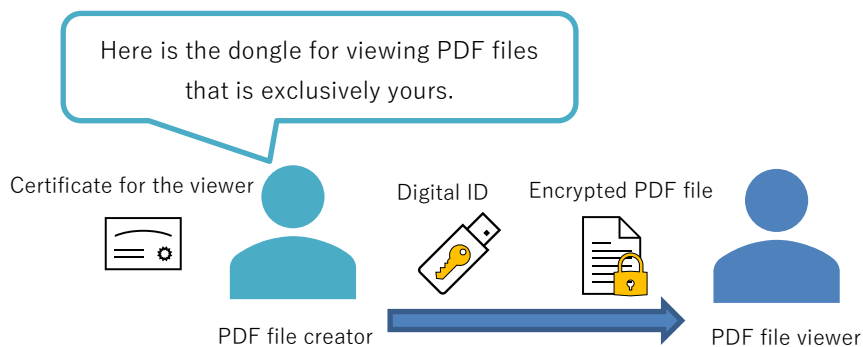 Here is the dongle for viewing PDF files
that is exclusively yours.
Certificate for the viewer
Digital ID
Encrypted PDF file
PDF file creator
PDF file viewer